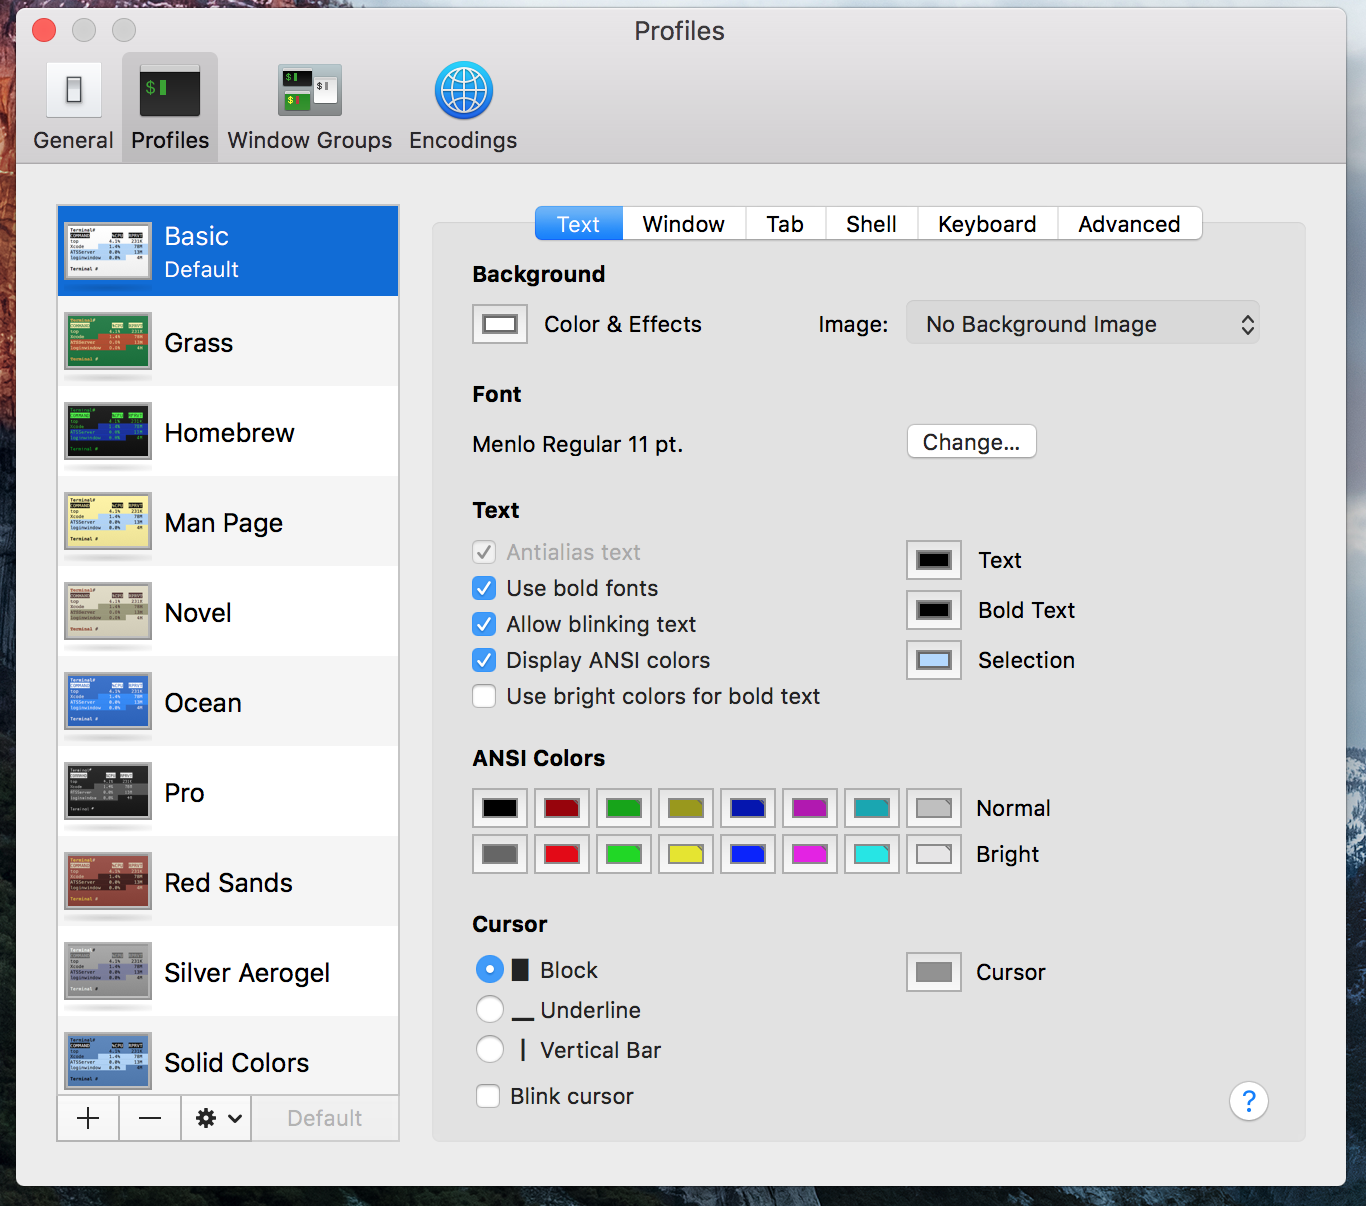 Profiles
General
Profiles
Window Groups
Encodings
Basic
Default
Grass
Homebrew
Man Page
Novel
Ocean
Pro
Red Sands
Silver Aerogel
Solid Colors
Default
Text
Window
Tab
Shell
Keyboard
Advanced
Background
Color & Effects
Image:
No Background Image
Font
Menlo Regular 11 pt.
Change...
Text
Antialias text
Use bold fonts
Allow blinking text
Display ANSI colors
Use bright colors for bold text
Text
Bold Text
Selection
ANSI Colors
Normal
Bright
Cursor
Block
Underline
Vertical Bar
Blink cursor
Cursor
?